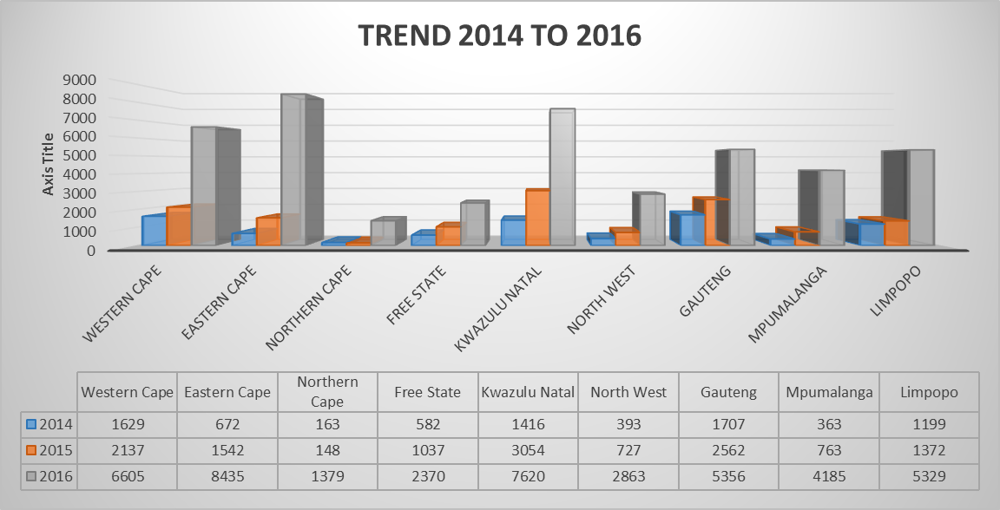 TREND 2014 TO 2016
Axis Title
9000
8000
7000
6000
5000
4000
3000
2000
1000
0
WESTERN CAPE
EASTERN CAPE
NORTHERN CAPE
FREE STATE
KWAZULU NATAL
NORTH WEST
GAUTENG
MPUMALANGA
LIMPOPO
Western Cape Eastern Cape Northern Cape Free State Kwazulu Natal North West Gauteng Mpumalanga Limpopo
2014 1629 672 163 582 1416 393 1707 363 1199
2015 2137 1542 148 1037 3054 727 2562 763 1372
2016 6605 8435 1379 2370 7620 2863 5356 4185 5329